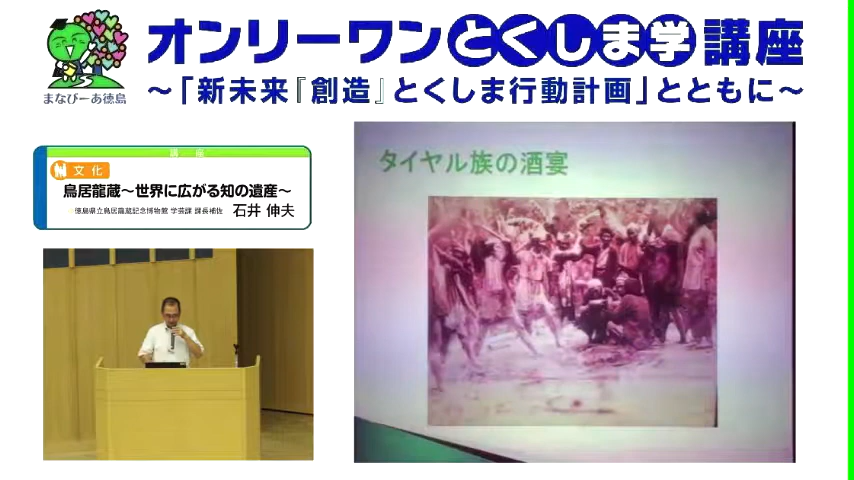 オンリーワンとくしま学講座
～「新未来『創造』とくしま行動計画」とともに～
まなびーあ徳島
講 座
文化
鳥居龍蔵～世界に広がる知の遺産～
徳島県立鳥居龍蔵記念博物館 学芸課 課長補佐 石井 伸夫
タイヤル族の酒宴